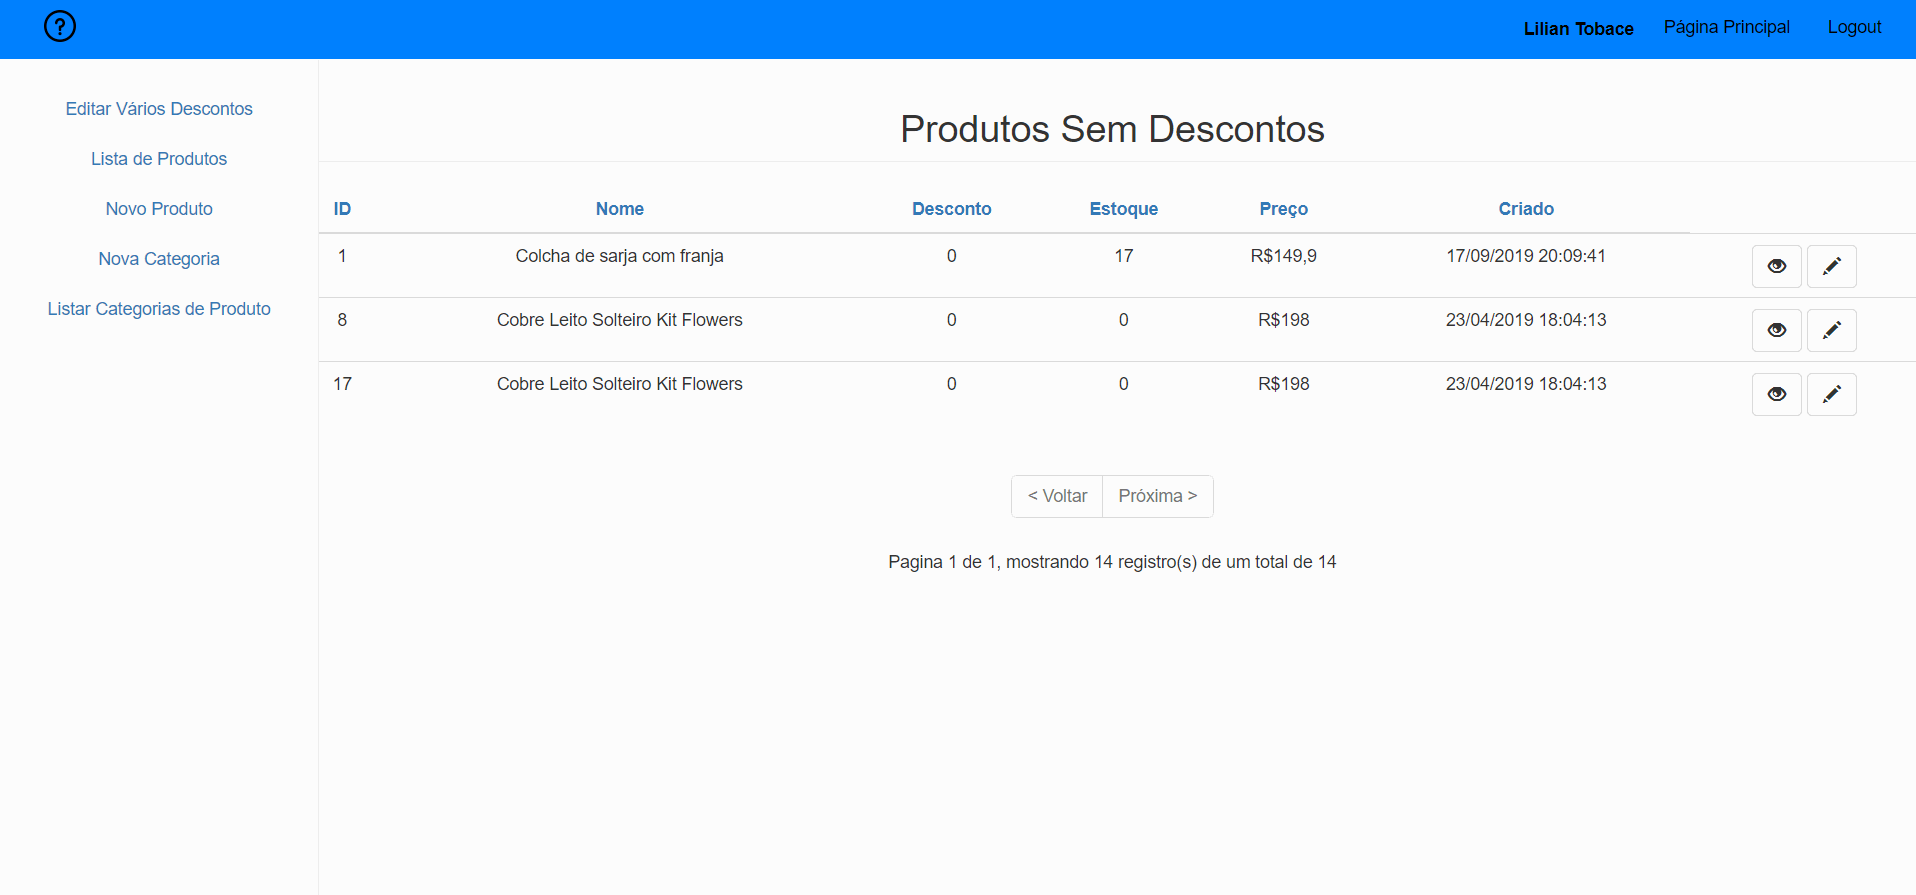 ?
Lilian Tobace Página Principal Logout
Editar Vários Descontos
Lista de Produtos
Novo Produto
Nova Categoria
Listar Categorias de Produto
Produtos Sem Descontos
ID Nome Desconto Estoque Preço Criado
1 Colcha de sarja com franja 0 17 R$149,9 17/09/2019 20:09:41
8 Cobre Leito Solteiro Kit Flowers 0 0 R$198 23/04/2019 18:04:13
17 Cobre Leito Solteiro Kit Flowers 0 0 R$198 23/04/2019 18:04:13
< Voltar Próxima >
Pagina 1 de 1, mostrando 14 registro(s) de um total de 14